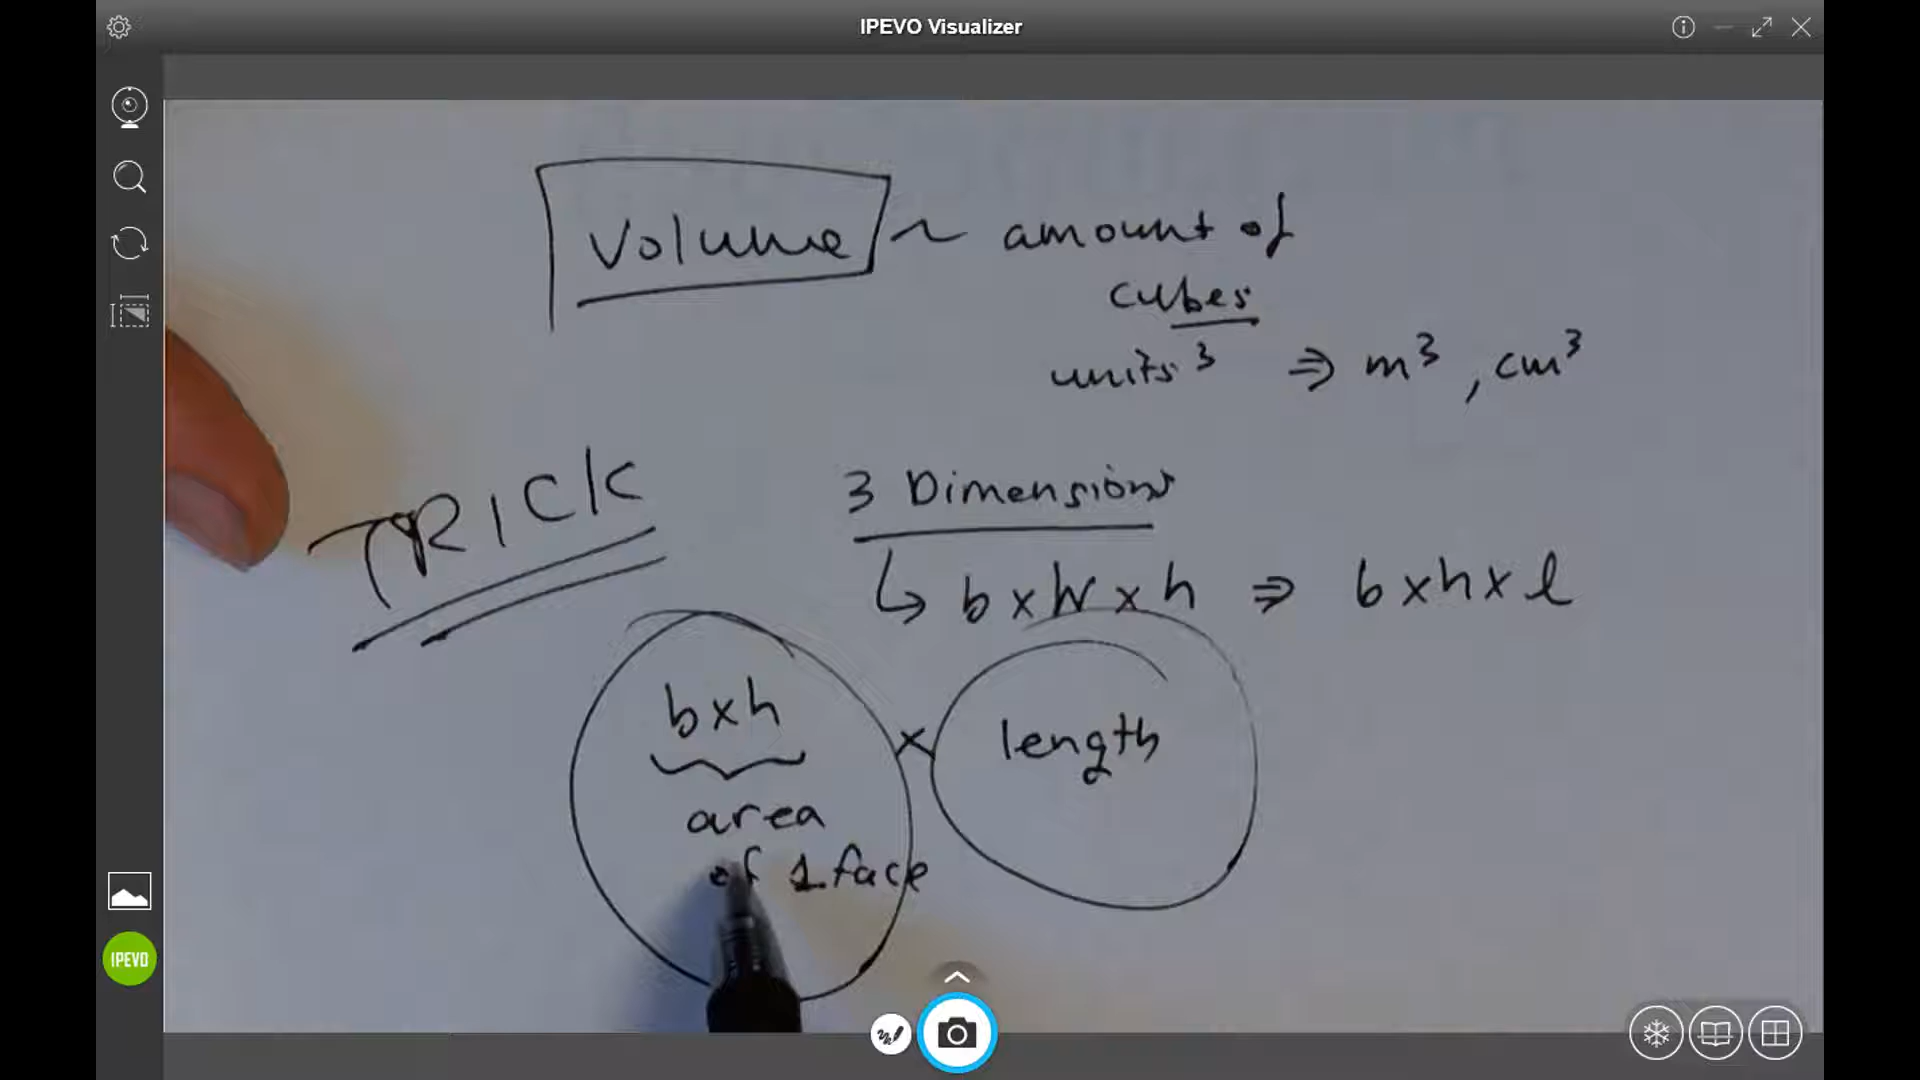 IPEVO Visualizer
Volume ~ amount of
cubes
units³ ⇒ m³, cm³
TRICK
3 Dimensions
↳ b x W x h ⇒ b x h x l
b x h x length
area
of 1 face
IPEVO